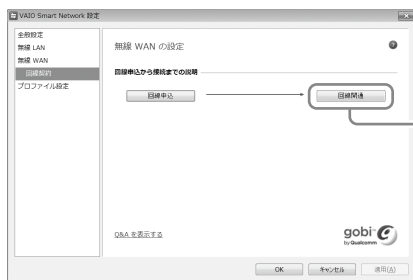 VAIO Smart Network 設定
全般設定
無線 LAN
無線 WAN
回線契約
プロファイル設定
無線 WAN の設定
回線申込から接続までの説明
回線申込
回線開通
Q&A を表示する
gobi
by Qualcomm
OK
キャンセル
適用(A)